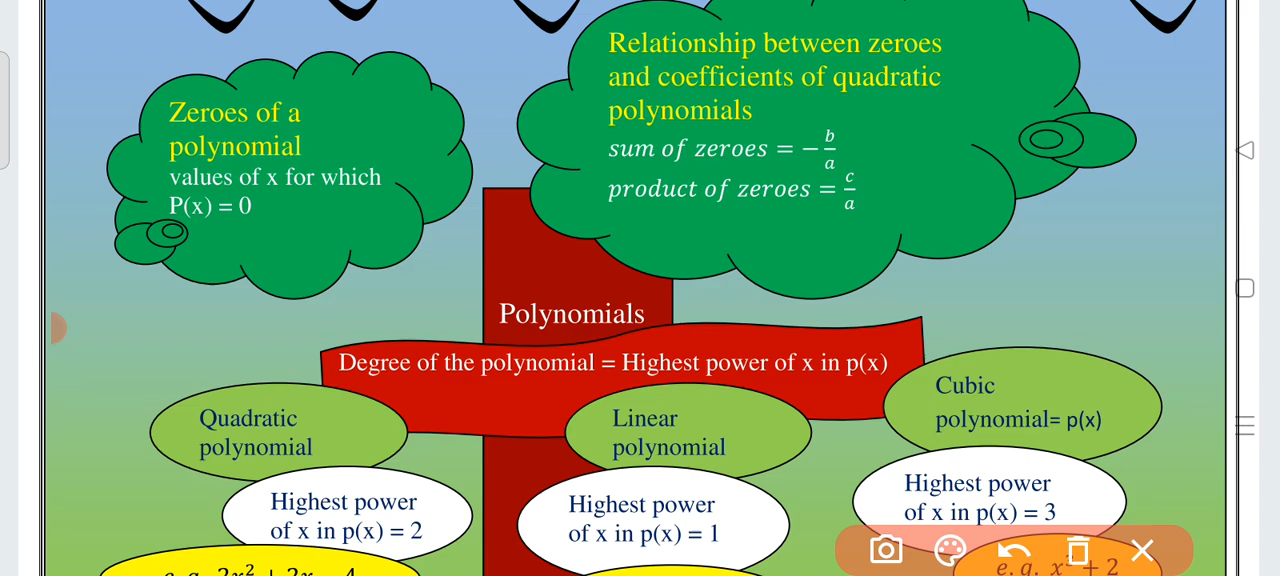 Zeroes of a
polynomial
values of x for which
P(x) = 0
Relationship between zeroes
and coefficients of quadratic
polynomials
sum of zeroes = −b/a
product of zeroes = c/a
Polynomials
Degree of the polynomial = Highest power of x in p(x)
Quadratic
polynomial
Highest power
of x in p(x) = 2
Linear
polynomial
Highest power
of x in p(x) = 1
Cubic
polynomial= p(x)
Highest power
of x in p(x) = 3
e.g.
e.g. + 2